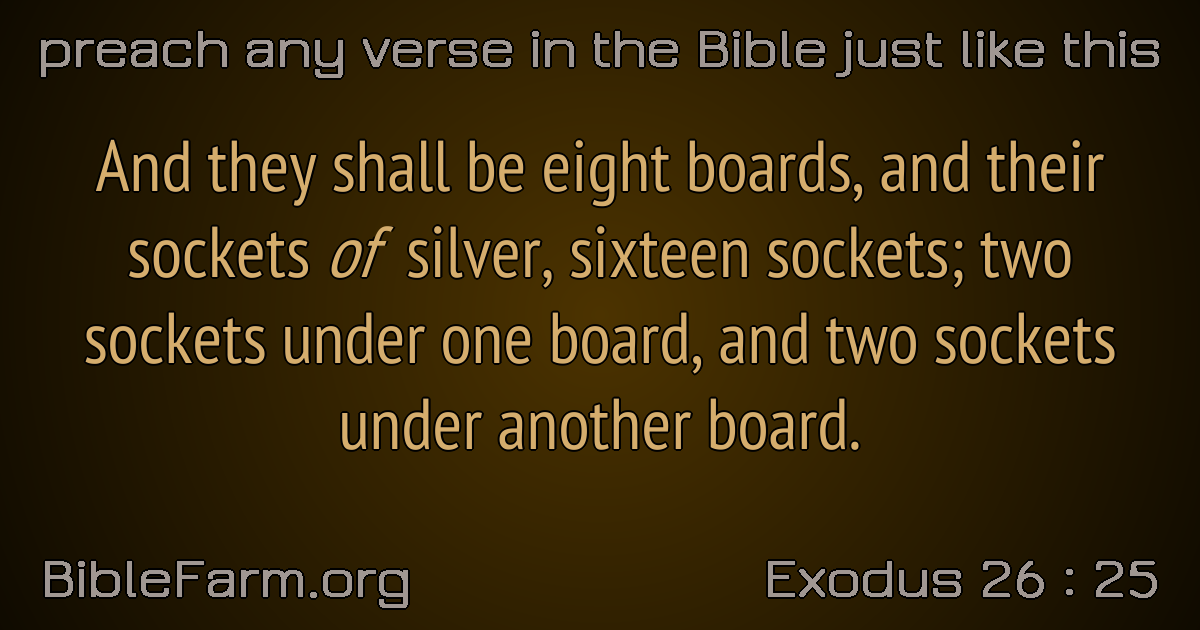 preach any verse in the Bible just like this
And they shall be eight boards, and their
sockets of silver, sixteen sockets; two
sockets under one board, and two sockets
under another board.
BibleFarm.org
Exodus 26 : 25